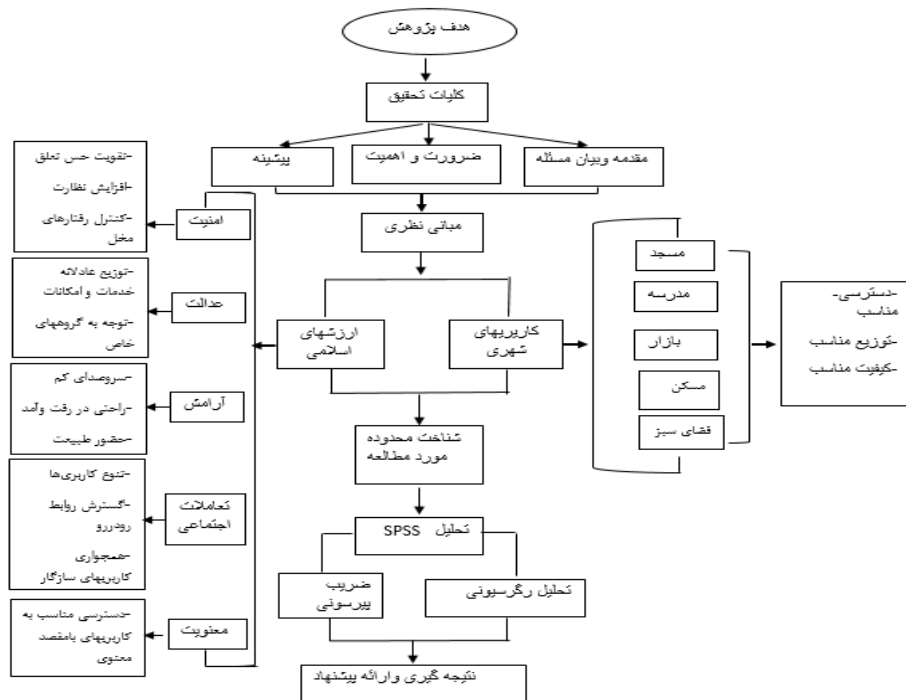 هدف پژوهش
کلیات تحقیق
مقدمه وبیان مسئله
ضرورت و اهمیت
پیشینه
مبانی نظری
کاربریهای
شهری
ارزشهای
اسلامی
مسجد
مدرسه
بازار
مسکن
فضای سبز
-دسترسی
مناسب
-توزیع مناسب
-کیفیت مناسب
امنیت
-تقویت حس تعلق
-افزایش نظارت
-کنترل رفتارهای
مخل
عدالت
-توزیع عادلانه
خدمات و امکانات
-توجه به گروههای
خاص
آرامش
-سروصدای کم
-راحتی در رفت وآمد
-حضور طبیعت
تعاملات
اجتماعی
-تنوع کاربری‌ها
-گسترش روابط
رودررو
-همجواری
کاربریهای سازگار
معنویت
-دسترسی مناسب به
کاربریهای بامقصد
معنوی
شناخت محدوده
مورد مطالعه
تحلیل SPSS
تحلیل رگرسیونی
ضریب
پیرسونی
نتیجه گیری وارائه پیشنهاد